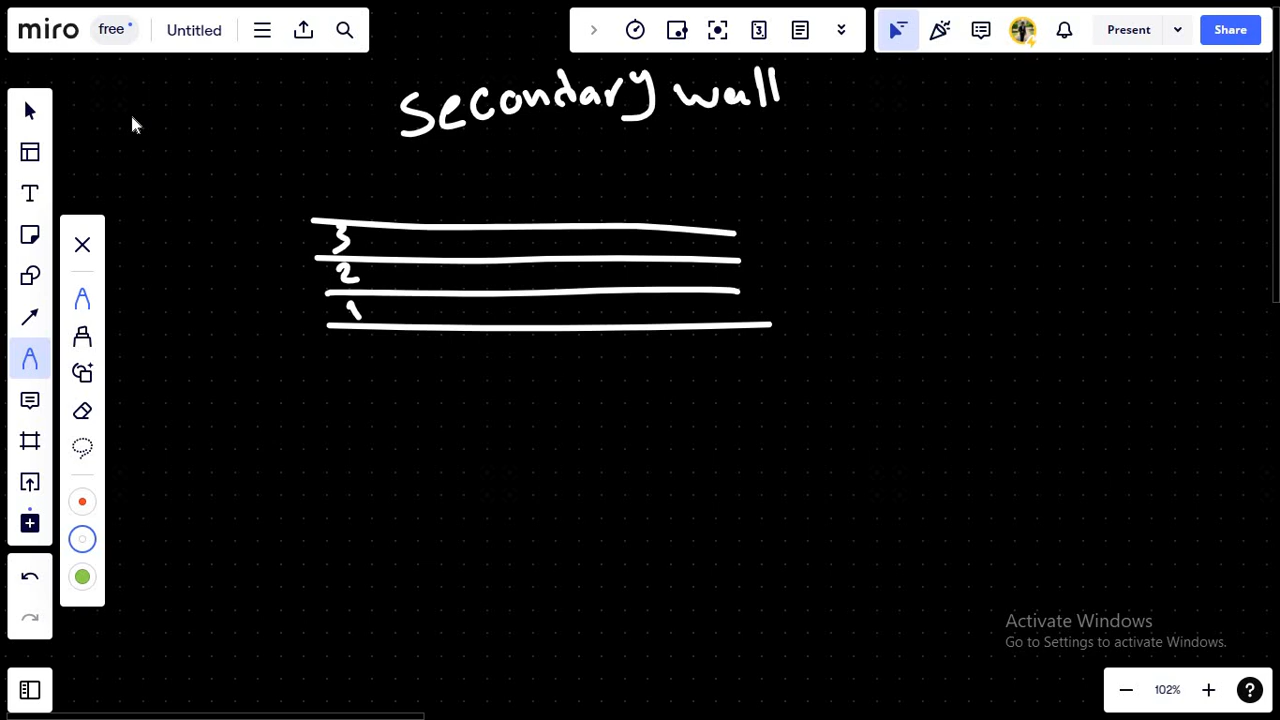 miro free Untitled Present Share
Secondary wall
3
2
1
Activate Windows
Go to Settings to activate Windows.
102%